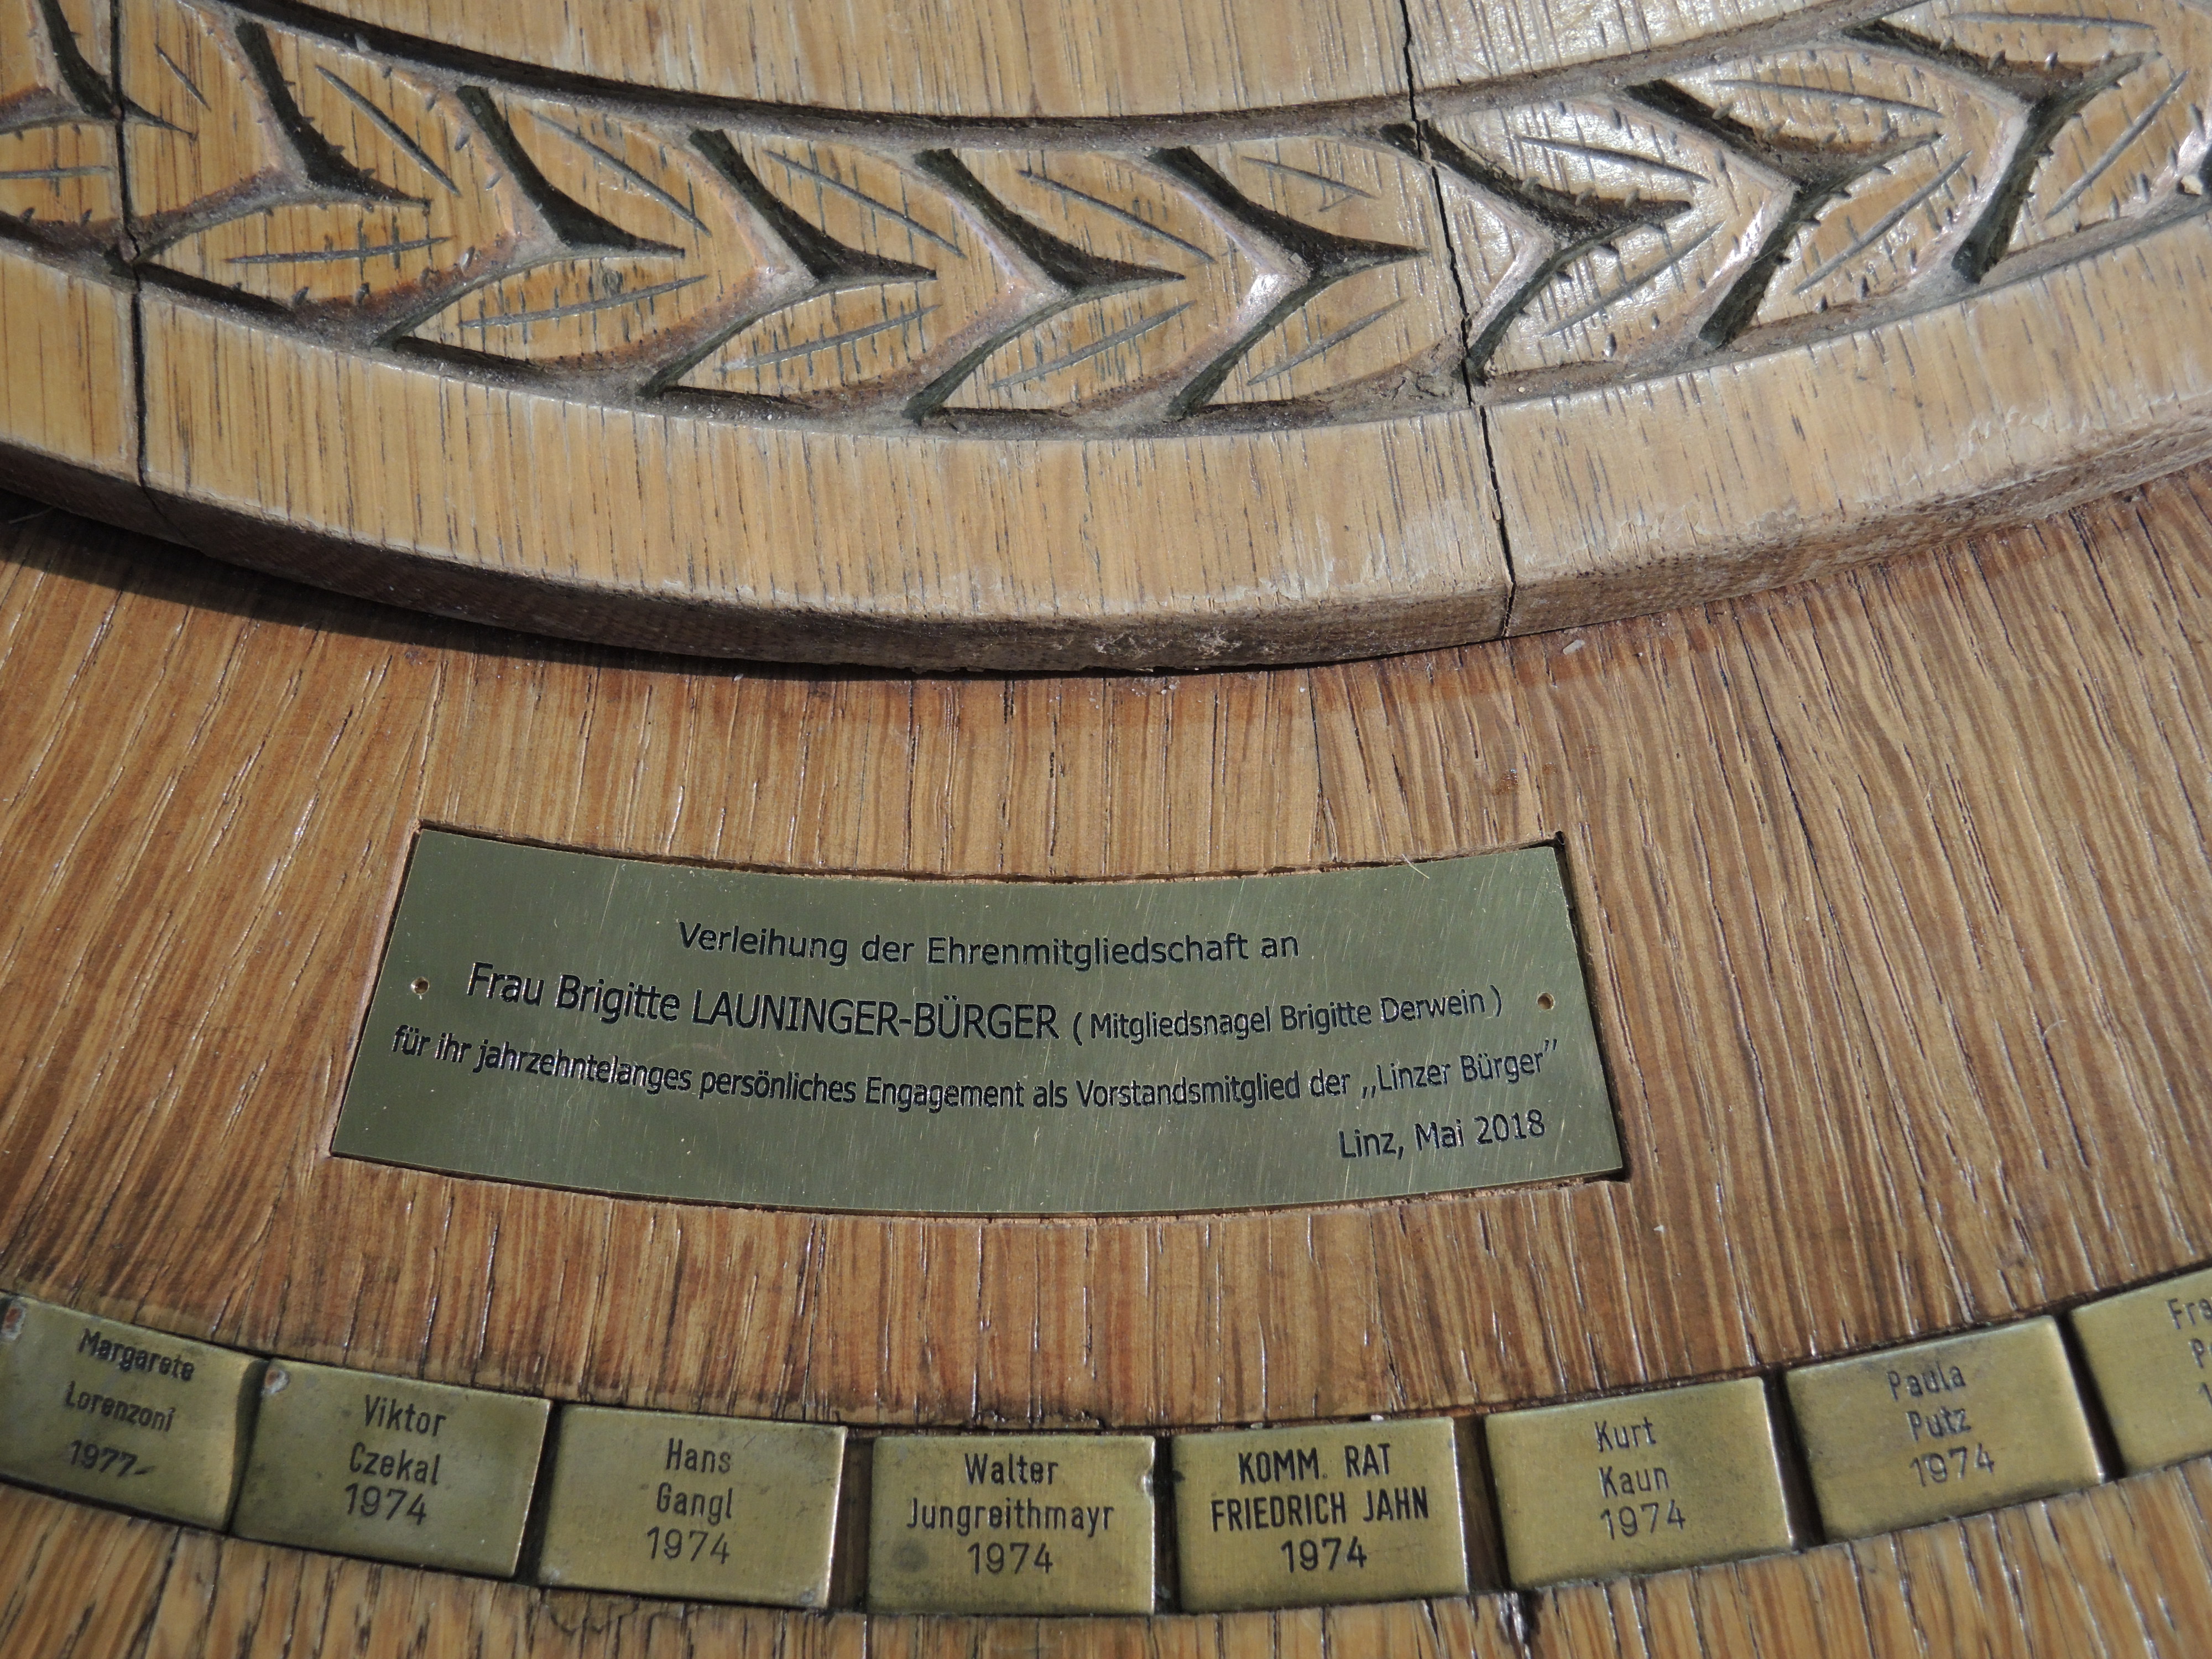 Verleihung der Ehrenmitgliedschaft an
Frau Brigitte LAUNINGER-BÜRGER ( Mitgliedsnagel Brigitte Derwein )
für ihr jahrzehntelanges persönliches Engagement als Vorstandsmitglied der ,,Linzer Bürger”
Linz, Mai 2018
Margarete
Lorenzoni
1977
Viktor
Czekal
1974
Hans
Gangl
1974
Walter
Jungreithmayr
1974
KOMM. RAT
FRIEDRICH JAHN
1974
Kurt
Kaun
1974
Paula
Putz
1974